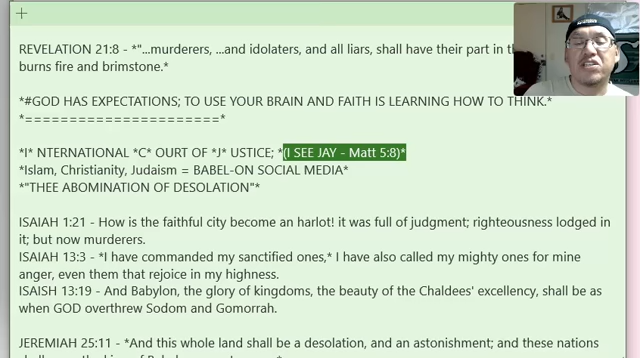 REVELATION 21:8 - *"...murderers, ...and idolaters, and all liars, shall have their part in th
burns fire and brimstone.*
*#GOD HAS EXPECTATIONS; TO USE YOUR BRAIN AND FAITH IS LEARNING HOW TO THINK.*
*======================*
*I* NTERNATIONAL *C* OURT OF *J* USTICE; *(I SEE JAY - Matt 5:8)*
*Islam, Christianity, Judaism = BABEL-ON SOCIAL MEDIA*
*"THEE ABOMINATION OF DESOLATION"*
ISAIAH 1:21 - How is the faithful city become an harlot! it was full of judgment; righteousness lodged in
it; but now murderers.
ISAIAH 13:3 - *I have commanded my sanctified ones,* I have also called my mighty ones for mine
anger, even them that rejoice in my highness.
ISAISH 13:19 - And Babylon, the glory of kingdoms, the beauty of the Chaldees' excellency, shall be as
when GOD overthrew Sodom and Gomorrah.
JEREMIAH 25:11 - *And this whole land shall be a desolation, and an astonishment; and these nations